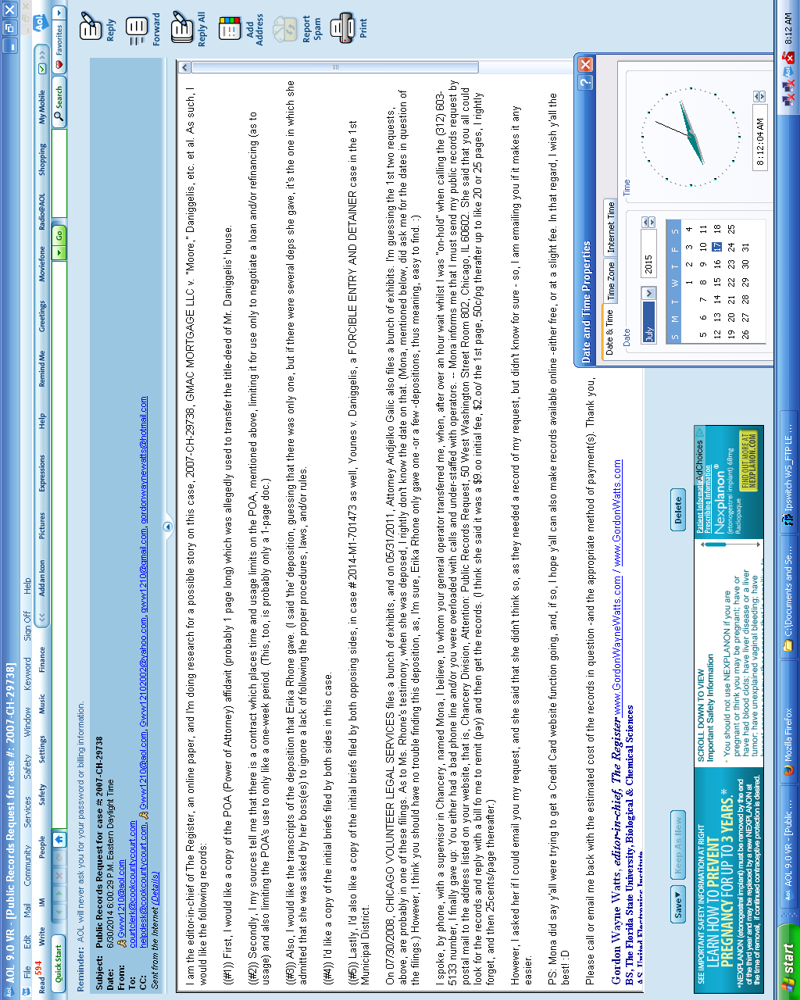 AOL 9.0 VR - [Public Records Request for case #: 2007-CH-29738]
File Edit Mail Community Services Safety Window Keyword Sign Off Help
Read 594 Write IM People Safety Settings Music Finance Add an Icon Pictures Expressions Help Remind Me Greetings Moviefone Radio@AOL Shopping My Mobile
Quick Start Go Search Favorites
Reminder: AOL will never ask you for your password or billing information.
Subject: Public Records Request for case #: 2007-CH-29738
Date: 6/30/2014 6:00:29 P.M. Eastern Daylight Time
From: Gww1210@aol.com
To: courtclerk@cookcountycourt.com
CC: helpdesk@cookcountycourt.com, Gww1210@aol.com, Gww12102002@yahoo.com, gww1210@gmail.com, gordonwaynewatts@hotmail.com
Sent from the Internet (Details)
Reply
Forward
Reply All
Add Address
Report Spam
Print
I am the editor-in-chief of The Register, an online paper, and I'm doing research for a possible story on this case, 2007-CH-29738, GMAC MORTGAGE LLC v. "Moore," Daniggelis, etc. et al. As such, I
would like the following records:
((#1)) First, I would like a copy of the POA (Power of Attorney) affidavit (probably 1 page long) which was allegedly used to transfer the title-deed of Mr. Daniggelis' house.
((#2)) Secondly, I my sources tell me that there is a contract which places time and usage limits on the POA, mentioned above, limiting it for use only to negotiate a loan and/or refinancing (as to
usage) and also limiting the POA's use to only like a one-week period. (This, too, is probably only a 1-page doc.)
((#3)) Also, I would like the transcripts of the deposition that Erika Rhone gave. (I said 'the' deposition, guessing that there was only one, but if there were several deps she gave, it's the one in which she
admitted that she was asked by her boss(es) to ignore a lack of following the proper procedures, laws, and/or rules.
((#4)) I'd like a copy of the initial briefs filed by both sides in this case.
((#5)) Lastly, I'd also like a copy of the initial briefs filed by both opposing sides, in case # 2014-M1-701473 as well, Younes v. Daniggelis, a FORCIBLE ENTRY AND DETAINER case in the 1st
Municipal District.
On 07/30/2008, CHICAGO VOLUNTEER LEGAL SERVICES files a bunch of exhibits, and on 05/31/2011, Attorney Andjelko Galic also files a bunch of exhibits. I'm guessing the 1st two requests,
above, are probably in one of these filings. As to Ms. Rhone's testimony, when she was deposed, I rightly don't know the date on that. (Mona, mentioned below, did ask me for the dates in question of
the filings.) However, I think you should have no trouble finding this deposition, as, I'm sure, Erika Rhone only gave one -or a few -depositions, thus meaning, easy to find. :)
I spoke, by phone, with a supervisor in Chancery, named Mona, I believe, to whom your general operator transferred me, when, after over an hour wait whilst I was "on-hold" when calling the (312) 603-
5133 number, I finally gave up: You either had a bad phone line and/or you were overloaded with calls and under-staffed with operators. -- Mona informs me that I must send my public records request by
postal mail to the address listed on your website, that is, Chancery Division, Attention: Public Records Request, 50 West Washington Street Room 802, Chicago, IL 60602. She said that you all could
look for the records and reply with a bill fo me to remit (pay) and then get the records. (I think she said it was a $9.oo initial fee, $2.oo/ the 1st page, 50c/pg therafter up to like 20 or 25 pages, I rightly
forget, and then 25cents/page thereafter.)
However, I asked her if I could email you my request, and she said that she didn't think so, as they needed a record of my request, but didn't know for sure - so, I am emailing you if it makes it any
easier.
PS: Mona did say y'all were trying to get a Credit Card website function going, and, if so, I hope y'all can also make records available online -either free, or at a slight fee. In that regard, I wish y'all the
best! :D
Please call or email me back with the estimated cost of the records in question -and the appropriate method of payment(s). Thank you,
Gordon Wayne Watts, editor-in-chief, The Register www.GordonWayneWatts.com / www.GordonWatts.com
BS, The Florida State University, Biological & Chemical Sciences
AS, United Electronics Institute
Date and Time Properties
Date & Time Time Zone Internet Time
Date
July 2015
S M T W T F S
1 2 3 4
5 6 7 8 9 10 11
12 13 14 15 16 17 18
19 20 21 22 23 24 25
26 27 28 29 30 31
Time
8:12:04 AM
Save Keep As New Delete
SEE IMPORTANT SAFETY INFORMATION AT RIGHT
LEARN HOW TO PREVENT
PREGNANCY FOR UP TO 3 YEARS.*
*NEXPLANON (etonogestrel implant) must be removed by the end
of the third year and may be replaced by a new NEXPLANON at
the time of removal, if continued contraceptive protection is desired.
SCROLL DOWN TO VIEW
Important Safety Information
· You should not use NEXPLANON if you are
pregnant or think you may be pregnant; have or
have had blood clots; have liver disease or a liver
tumor; have unexplained vaginal bleeding; have
Patient Information AdChoices
Prescribing Information
Nexplanon®
(etonogestrel implant) 68mg
Radiopaque
FIND OUT MORE AT
NEXPLANON.COM
start
AOL 9.0 VR - [Public ...
Mozilla Firefox
C:\Documents and Se...
Ipswitch WS_FTP LE ...
8:12 AM